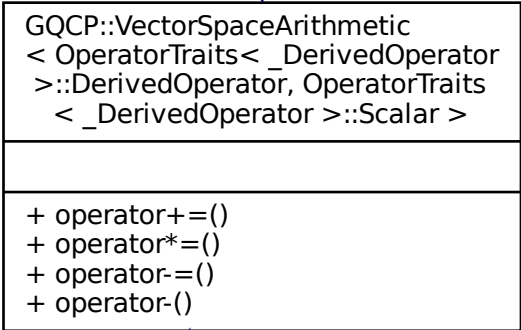 GQCP::VectorSpaceArithmetic
< OperatorTraits< _DerivedOperator
>::DerivedOperator, OperatorTraits
< _DerivedOperator >::Scalar >
+ operator+=()
+ operator*=()
+ operator-=()
+ operator-()